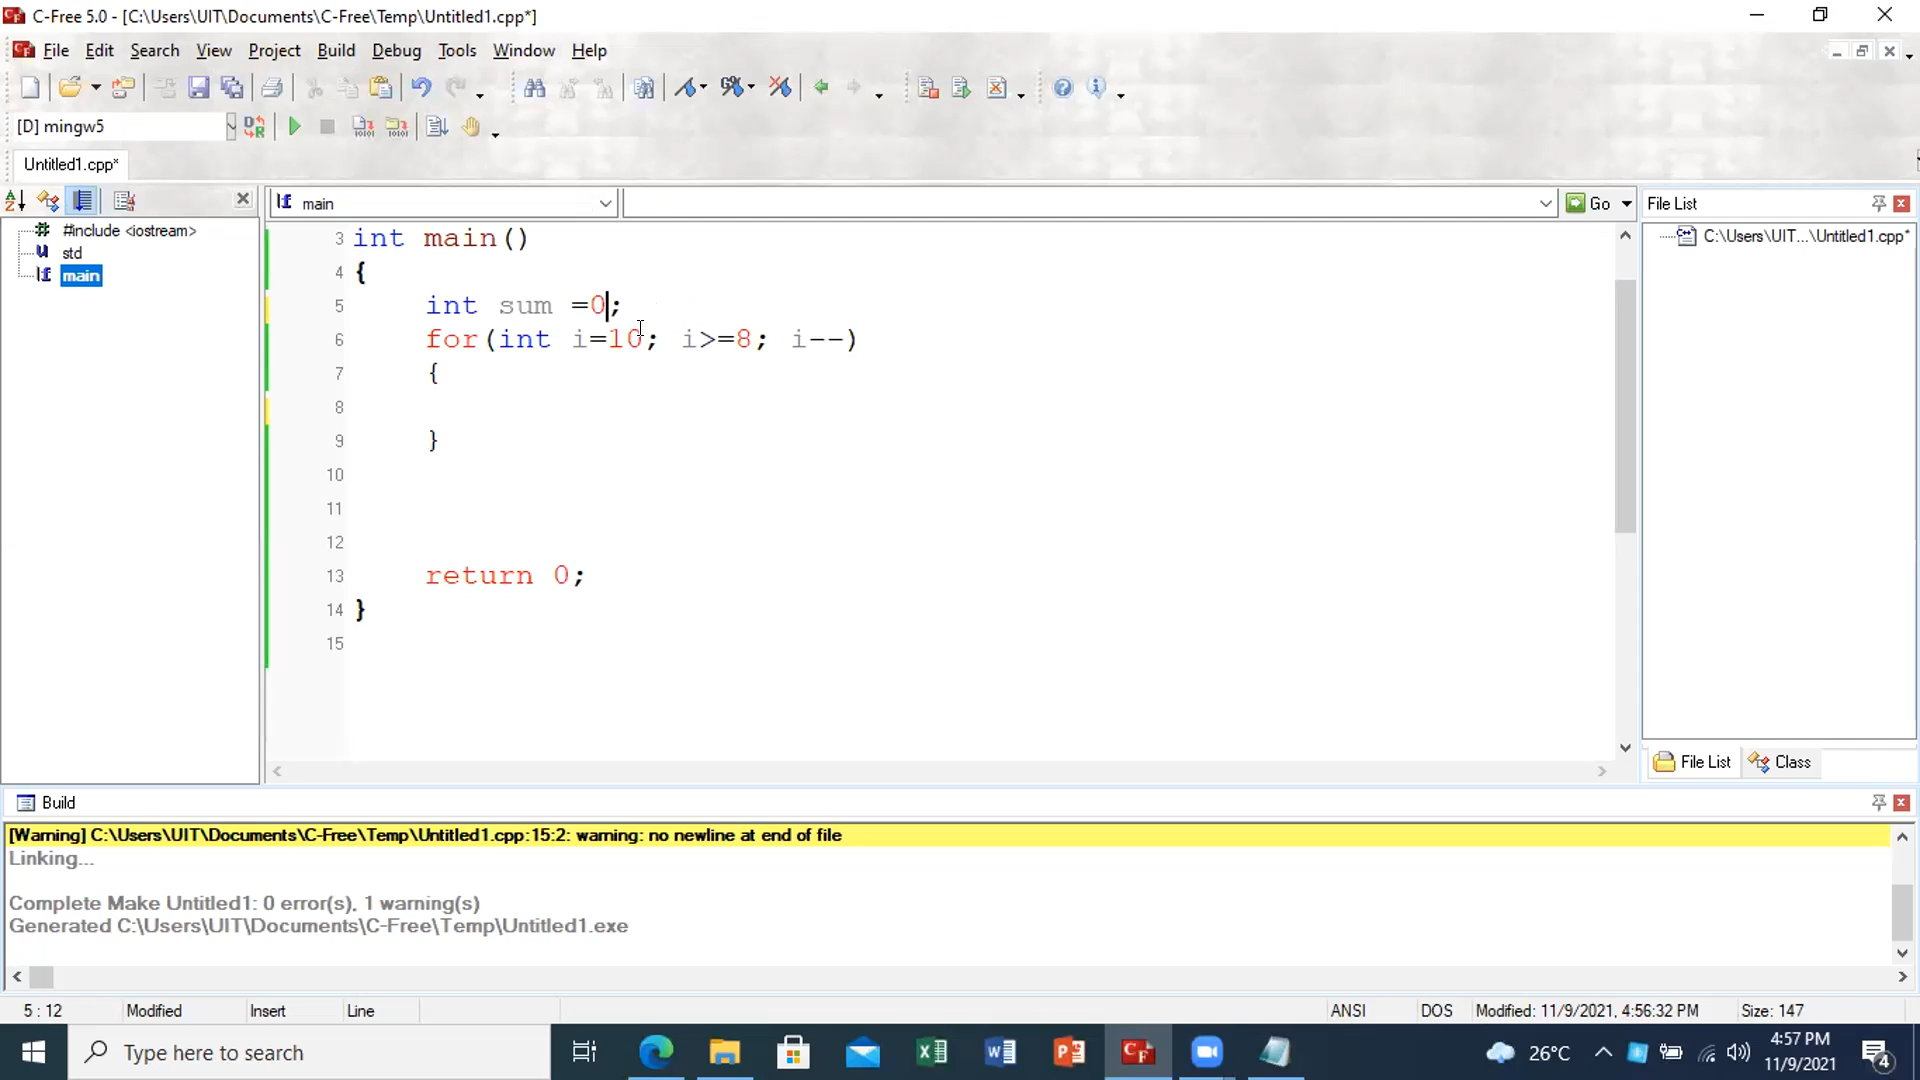 C-Free 5.0 - [C:\Users\UIT\Documents\C-Free\Temp\Untitled1.cpp*]
File Edit Search View Project Build Debug Tools Window Help
[D] mingw5
Untitled1.cpp*
main
Go
File List
#include <iostream>
std
main
C:\Users\UIT...\Untitled1.cpp*
3 int main()
4 {
5 int sum =0;
6 for(int i=10; i>=8; i--)
7 {
8
9 }
10
11
12
13 return 0;
14 }
15
File List Class
Build
[Warning] C:\Users\UIT\Documents\C-Free\Temp\Untitled1.cpp:15:2: warning: no newline at end of file
Linking...
Complete Make Untitled1: 0 error(s), 1 warning(s)
Generated C:\Users\UIT\Documents\C-Free\Temp\Untitled1.exe
5 : 12 Modified Insert Line ANSI DOS Modified: 11/9/2021, 4:56:32 PM Size: 147
Type here to search
26°C
4:57 PM
11/9/2021
4